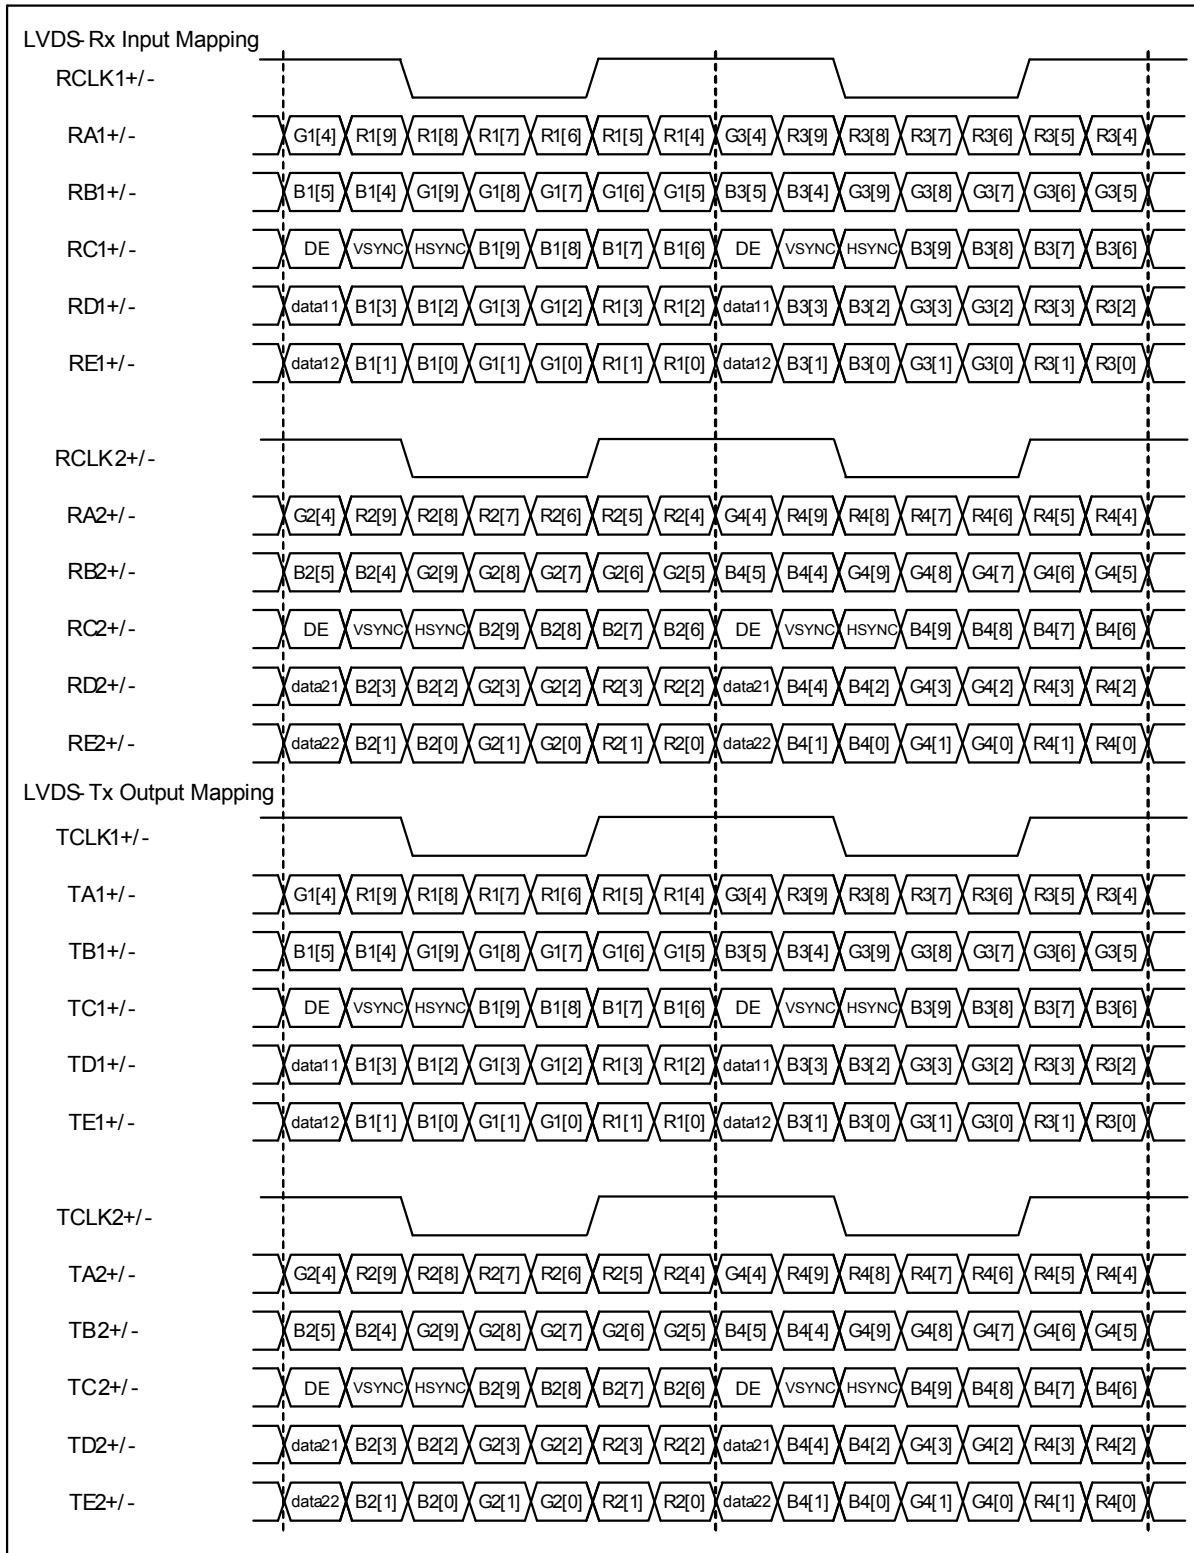 LVDS-Rx Input Mapping
RCLK1+/-
RA1+/- G1[4] R1[9] R1[8] R1[7] R1[6] R1[5] R1[4] G3[4] R3[9] R3[8] R3[7] R3[6] R3[5] R3[4]
RB1+/- B1[5] B1[4] G1[9] G1[8] G1[7] G1[6] G1[5] B3[5] B3[4] G3[9] G3[8] G3[7] G3[6] G3[5]
RC1+/- DE VSYNC HSYNC B1[9] B1[8] B1[7] B1[6] DE VSYNC HSYNC B3[9] B3[8] B3[7] B3[6]
RD1+/- data11 B1[3] B1[2] G1[3] G1[2] R1[3] R1[2] data11 B3[3] B3[2] G3[3] G3[2] R3[3] R3[2]
RE1+/- data12 B1[1] B1[0] G1[1] G1[0] R1[1] R1[0] data12 B3[1] B3[0] G3[1] G3[0] R3[1] R3[0]
RCLK2+/-
RA2+/- G2[4] R2[9] R2[8] R2[7] R2[6] R2[5] R2[4] G4[4] R4[9] R4[8] R4[7] R4[6] R4[5] R4[4]
RB2+/- B2[5] B2[4] G2[9] G2[8] G2[7] G2[6] G2[5] B4[5] B4[4] G4[9] G4[8] G4[7] G4[6] G4[5]
RC2+/- DE VSYNC HSYNC B2[9] B2[8] B2[7] B2[6] DE VSYNC HSYNC B4[9] B4[8] B4[7] B4[6]
RD2+/- data21 B2[3] B2[2] G2[3] G2[2] R2[3] R2[2] data21 B4[4] B4[2] G4[3] G4[2] R4[3] R4[2]
RE2+/- data22 B2[1] B2[0] G2[1] G2[0] R2[1] R2[0] data22 B4[1] B4[0] G4[1] G4[0] R4[1] R4[0]
LVDS-Tx Output Mapping
TCLK1+/-
TA1+/- G1[4] R1[9] R1[8] R1[7] R1[6] R1[5] R1[4] G3[4] R3[9] R3[8] R3[7] R3[6] R3[5] R3[4]
TB1+/- B1[5] B1[4] G1[9] G1[8] G1[7] G1[6] G1[5] B3[5] B3[4] G3[9] G3[8] G3[7] G3[6] G3[5]
TC1+/- DE VSYNC HSYNC B1[9] B1[8] B1[7] B1[6] DE VSYNC HSYNC B3[9] B3[8] B3[7] B3[6]
TD1+/- data11 B1[3] B1[2] G1[3] G1[2] R1[3] R1[2] data11 B3[3] B3[2] G3[3] G3[2] R3[3] R3[2]
TE1+/- data12 B1[1] B1[0] G1[1] G1[0] R1[1] R1[0] data12 B3[1] B3[0] G3[1] G3[0] R3[1] R3[0]
TCLK2+/-
TA2+/- G2[4] R2[9] R2[8] R2[7] R2[6] R2[5] R2[4] G4[4] R4[9] R4[8] R4[7] R4[6] R4[5] R4[4]
TB2+/- B2[5] B2[4] G2[9] G2[8] G2[7] G2[6] G2[5] B4[5] B4[4] G4[9] G4[8] G4[7] G4[6] G4[5]
TC2+/- DE VSYNC HSYNC B2[9] B2[8] B2[7] B2[6] DE VSYNC HSYNC B4[9] B4[8] B4[7] B4[6]
TD2+/- data21 B2[3] B2[2] G2[3] G2[2] R2[3] R2[2] data21 B4[4] B4[2] G4[3] G4[2] R4[3] R4[2]
TE2+/- data22 B2[1] B2[0] G2[1] G2[0] R2[1] R2[0] data22 B4[1] B4[0] G4[1] G4[0] R4[1] R4[0]